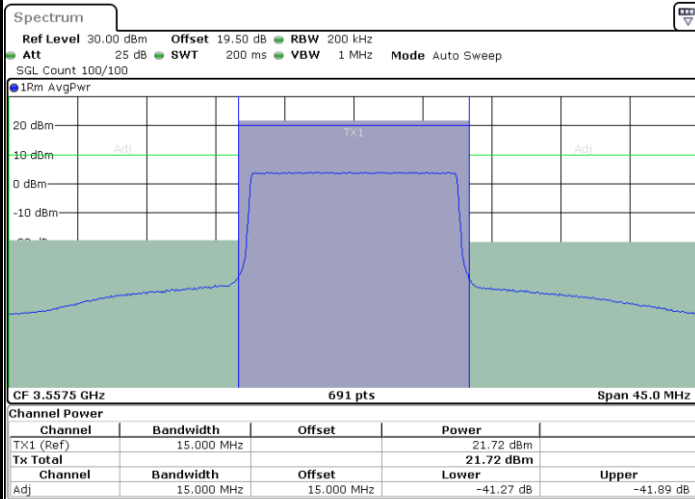 Spectrum
Ref Level 30.00 dBm Offset 19.50 dB RBW 200 kHz
Att 25 dB SWT 200 ms VBW 1 MHz Mode Auto Sweep
SGL Count 100/100
1Rm AvgPwr
20 dBm
TX1
Adj
Adj
10 dBm
0 dBm
-10 dBm
CF 3.5575 GHz 691 pts Span 45.0 MHz
Channel Power
Channel Bandwidth Offset Power
TX1 (Ref) 15.000 MHz 21.72 dBm
Tx Total 21.72 dBm
Channel Bandwidth Offset Lower Upper
Adj 15.000 MHz 15.000 MHz -41.27 dB -41.89 dB